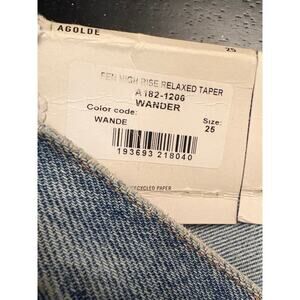 AGOLDE
25
FEN HIGH RISE RELAXED TAPER
A182-1206
WANDER
Color code:
Size:
WANDE
25
193693 218040
RECYCLED PAPER